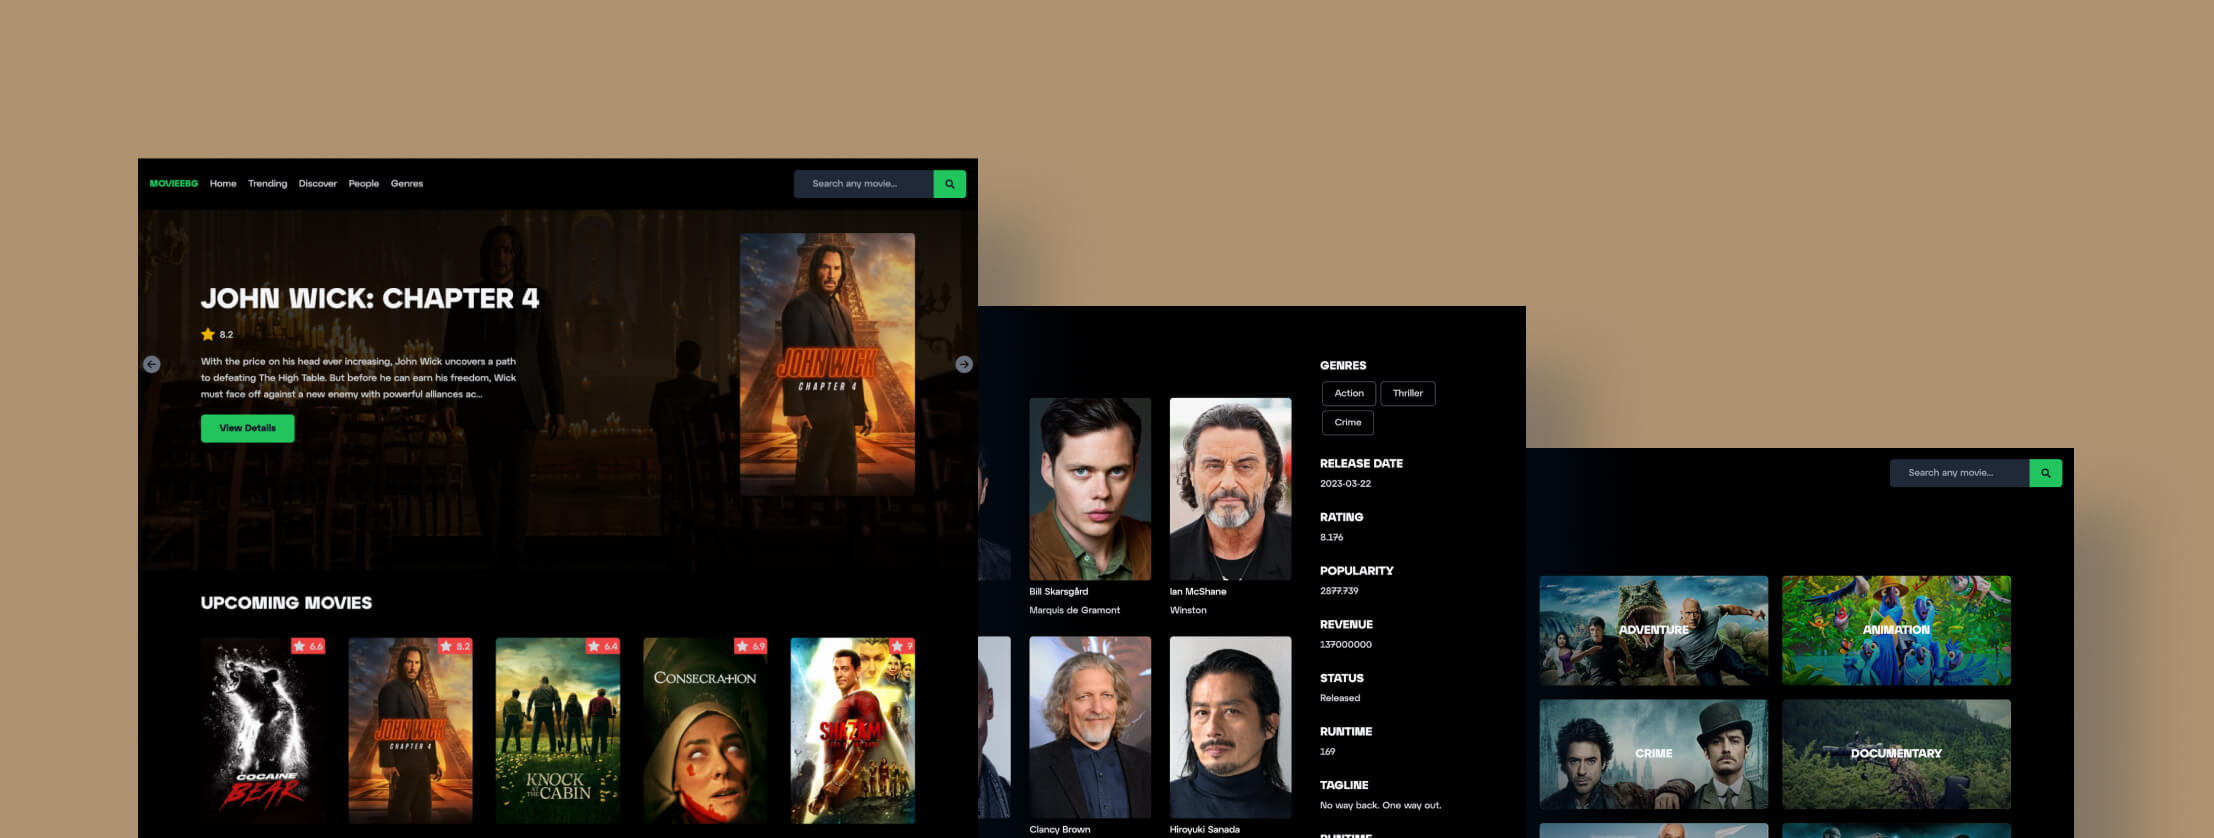 MOVIEEBG Home Trending Discover People Genres
Search any movie...
JOHN WICK: CHAPTER 4
8.2
With the price on his head ever increasing, John Wick uncovers a path
to defeating The High Table. But before he can earn his freedom, Wick
must face off against a new enemy with powerful alliances ac...
View Details
JOHN WICK
CHAPTER 4
UPCOMING MOVIES
6.6
COCAINE
BEAR
8.2
JOHN WICK
CHAPTER 4
6.4
KNOCK
AT THE CABIN
6.9
CONSECRATION
7
SHAZAM!
Bill Skarsgård
Marquis de Gramont
Ian McShane
Winston
Clancy Brown
Hiroyuki Sanada
GENRES
Action Thriller
Crime
RELEASE DATE
2023-03-22
RATING
8.176
POPULARITY
2877.739
REVENUE
137000000
STATUS
Released
RUNTIME
169
TAGLINE
No way back. One way out.
RUNTIME
Search any movie...
ADVENTURE
ANIMATION
CRIME
DOCUMENTARY